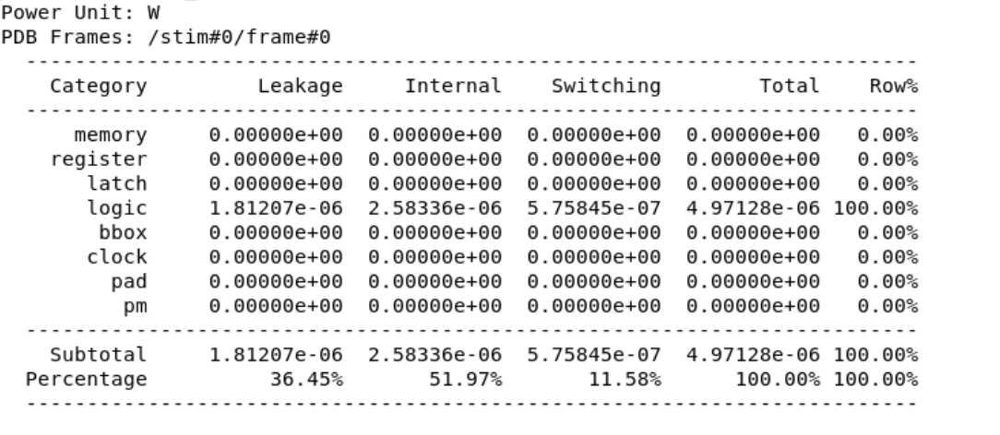 Power Unit: W
PDB Frames: /stim#0/frame#0
-------------------------------------------------------------------------
Category Leakage Internal Switching Total Row%
-------------------------------------------------------------------------
memory 0.00000e+00 0.00000e+00 0.00000e+00 0.00000e+00 0.00%
register 0.00000e+00 0.00000e+00 0.00000e+00 0.00000e+00 0.00%
latch 0.00000e+00 0.00000e+00 0.00000e+00 0.00000e+00 0.00%
logic 1.81207e-06 2.58336e-06 5.75845e-07 4.97128e-06 100.00%
bbox 0.00000e+00 0.00000e+00 0.00000e+00 0.00000e+00 0.00%
clock 0.00000e+00 0.00000e+00 0.00000e+00 0.00000e+00 0.00%
pad 0.00000e+00 0.00000e+00 0.00000e+00 0.00000e+00 0.00%
pm 0.00000e+00 0.00000e+00 0.00000e+00 0.00000e+00 0.00%
-------------------------------------------------------------------------
Subtotal 1.81207e-06 2.58336e-06 5.75845e-07 4.97128e-06 100.00%
Percentage 36.45% 51.97% 11.58% 100.00% 100.00%
-------------------------------------------------------------------------